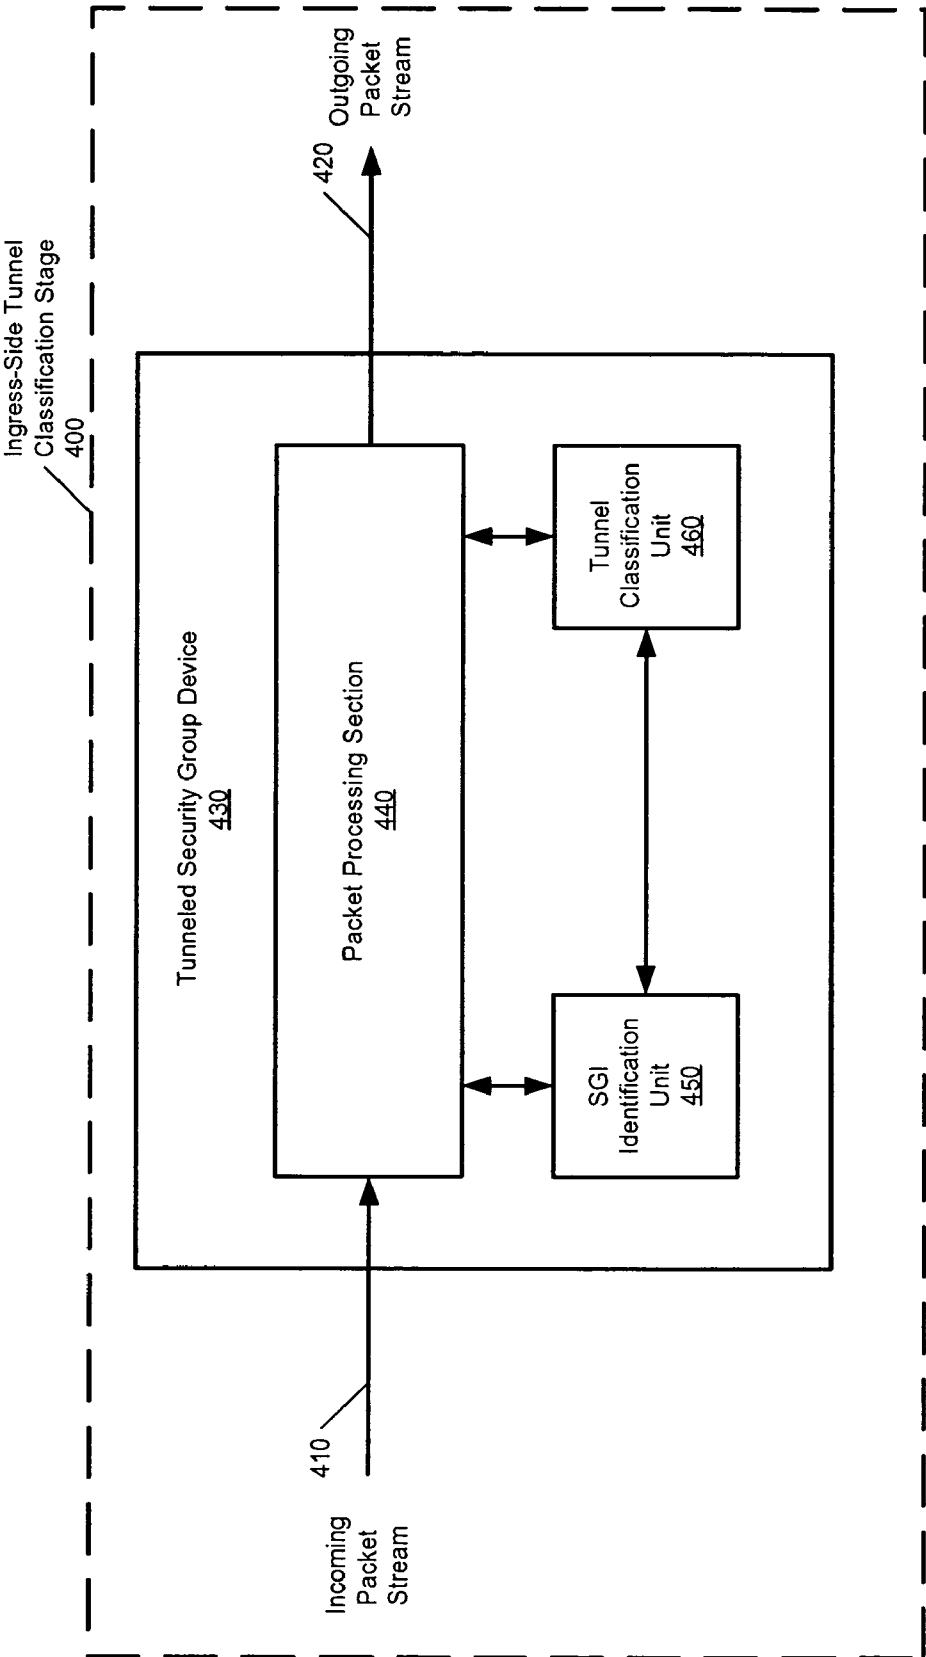 Ingress-Side Tunnel
Classification Stage
400
Tunneled Security Group Device
430
Incoming
Packet
Stream
410
Packet Processing Section
440
420
Outgoing
Packet
Stream
SGI
Identification
Unit
450
Tunnel
Classification
Unit
460